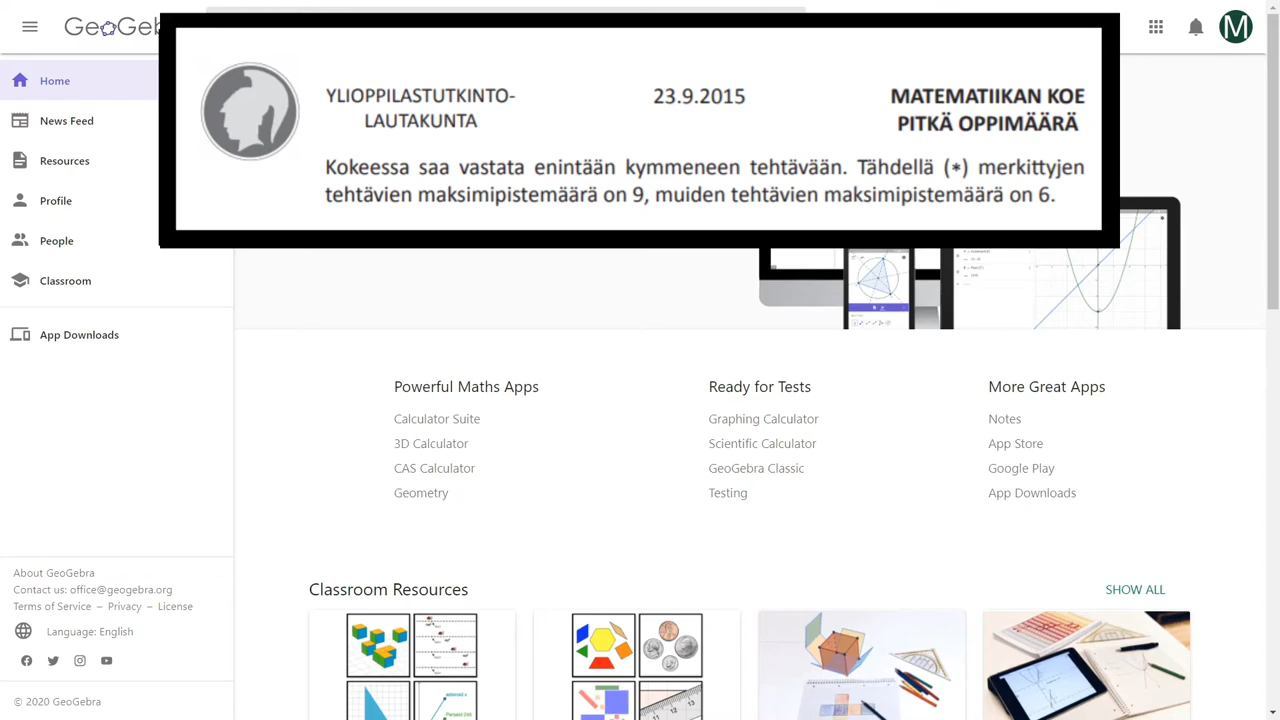 GeoGeb
M
YLIOPPILASTUTKINTO-
LAUTAKUNTA
23.9.2015
MATEMATIIKAN KOE
PITKÄ OPPIMÄÄRÄ
Kokeessa saa vastata enintään kymmeneen tehtävään. Tähdellä (*) merkittyjen
tehtävien maksimipistemäärä on 9, muiden tehtävien maksimipistemäärä on 6.
Home
News Feed
Resources
Profile
People
Classroom
App Downloads
Powerful Maths Apps
Calculator Suite
3D Calculator
CAS Calculator
Geometry
Ready for Tests
Graphing Calculator
Scientific Calculator
GeoGebra Classic
Testing
More Great Apps
Notes
App Store
Google Play
App Downloads
Classroom Resources
SHOW ALL
About GeoGebra
Contact us: office@geogebra.org
Terms of Service – Privacy – License
Language: English
© 2020 GeoGebra